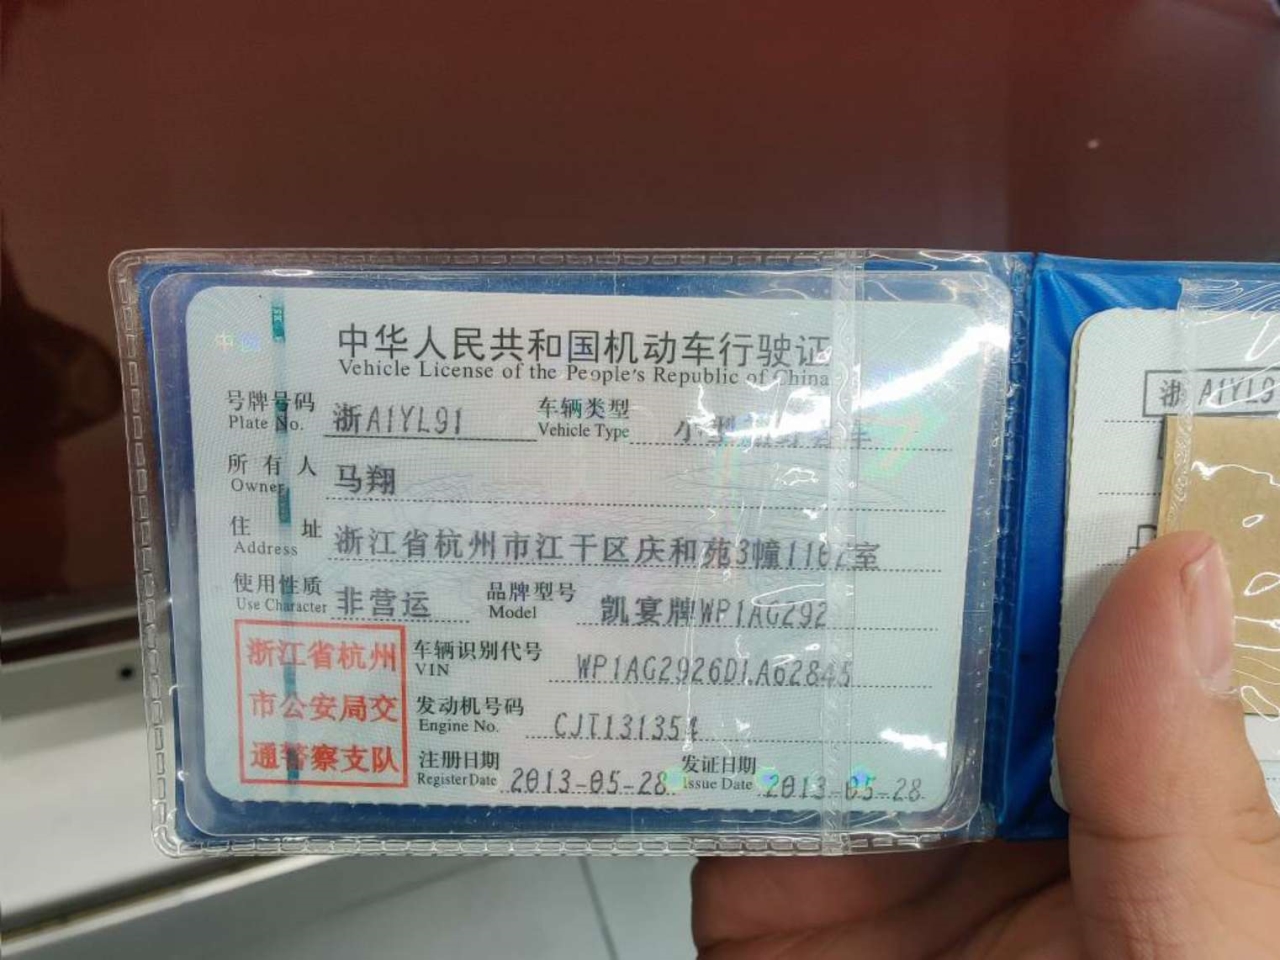 中华人民共和国机动车行驶证
Vehicle License of the People's Republic of China
号牌号码 浙A1YL91 车辆类型
Plate No. Vehicle Type
所有人 马翔
Owner
住址 浙江省杭州市江干区庆和苑3幢1162室
Address
使用性质 非营运 品牌型号 凯宴牌WP1AG292
Use Character Model
浙江省杭州
市公安局交
通警察支队
车辆识别代号 WP1AG2926DLA62845
VIN
发动机号码 CJT131354
Engine No.
注册日期 2013-05-28 发证日期 2013-05-28
Register Date Issue Date
浙A1YL9